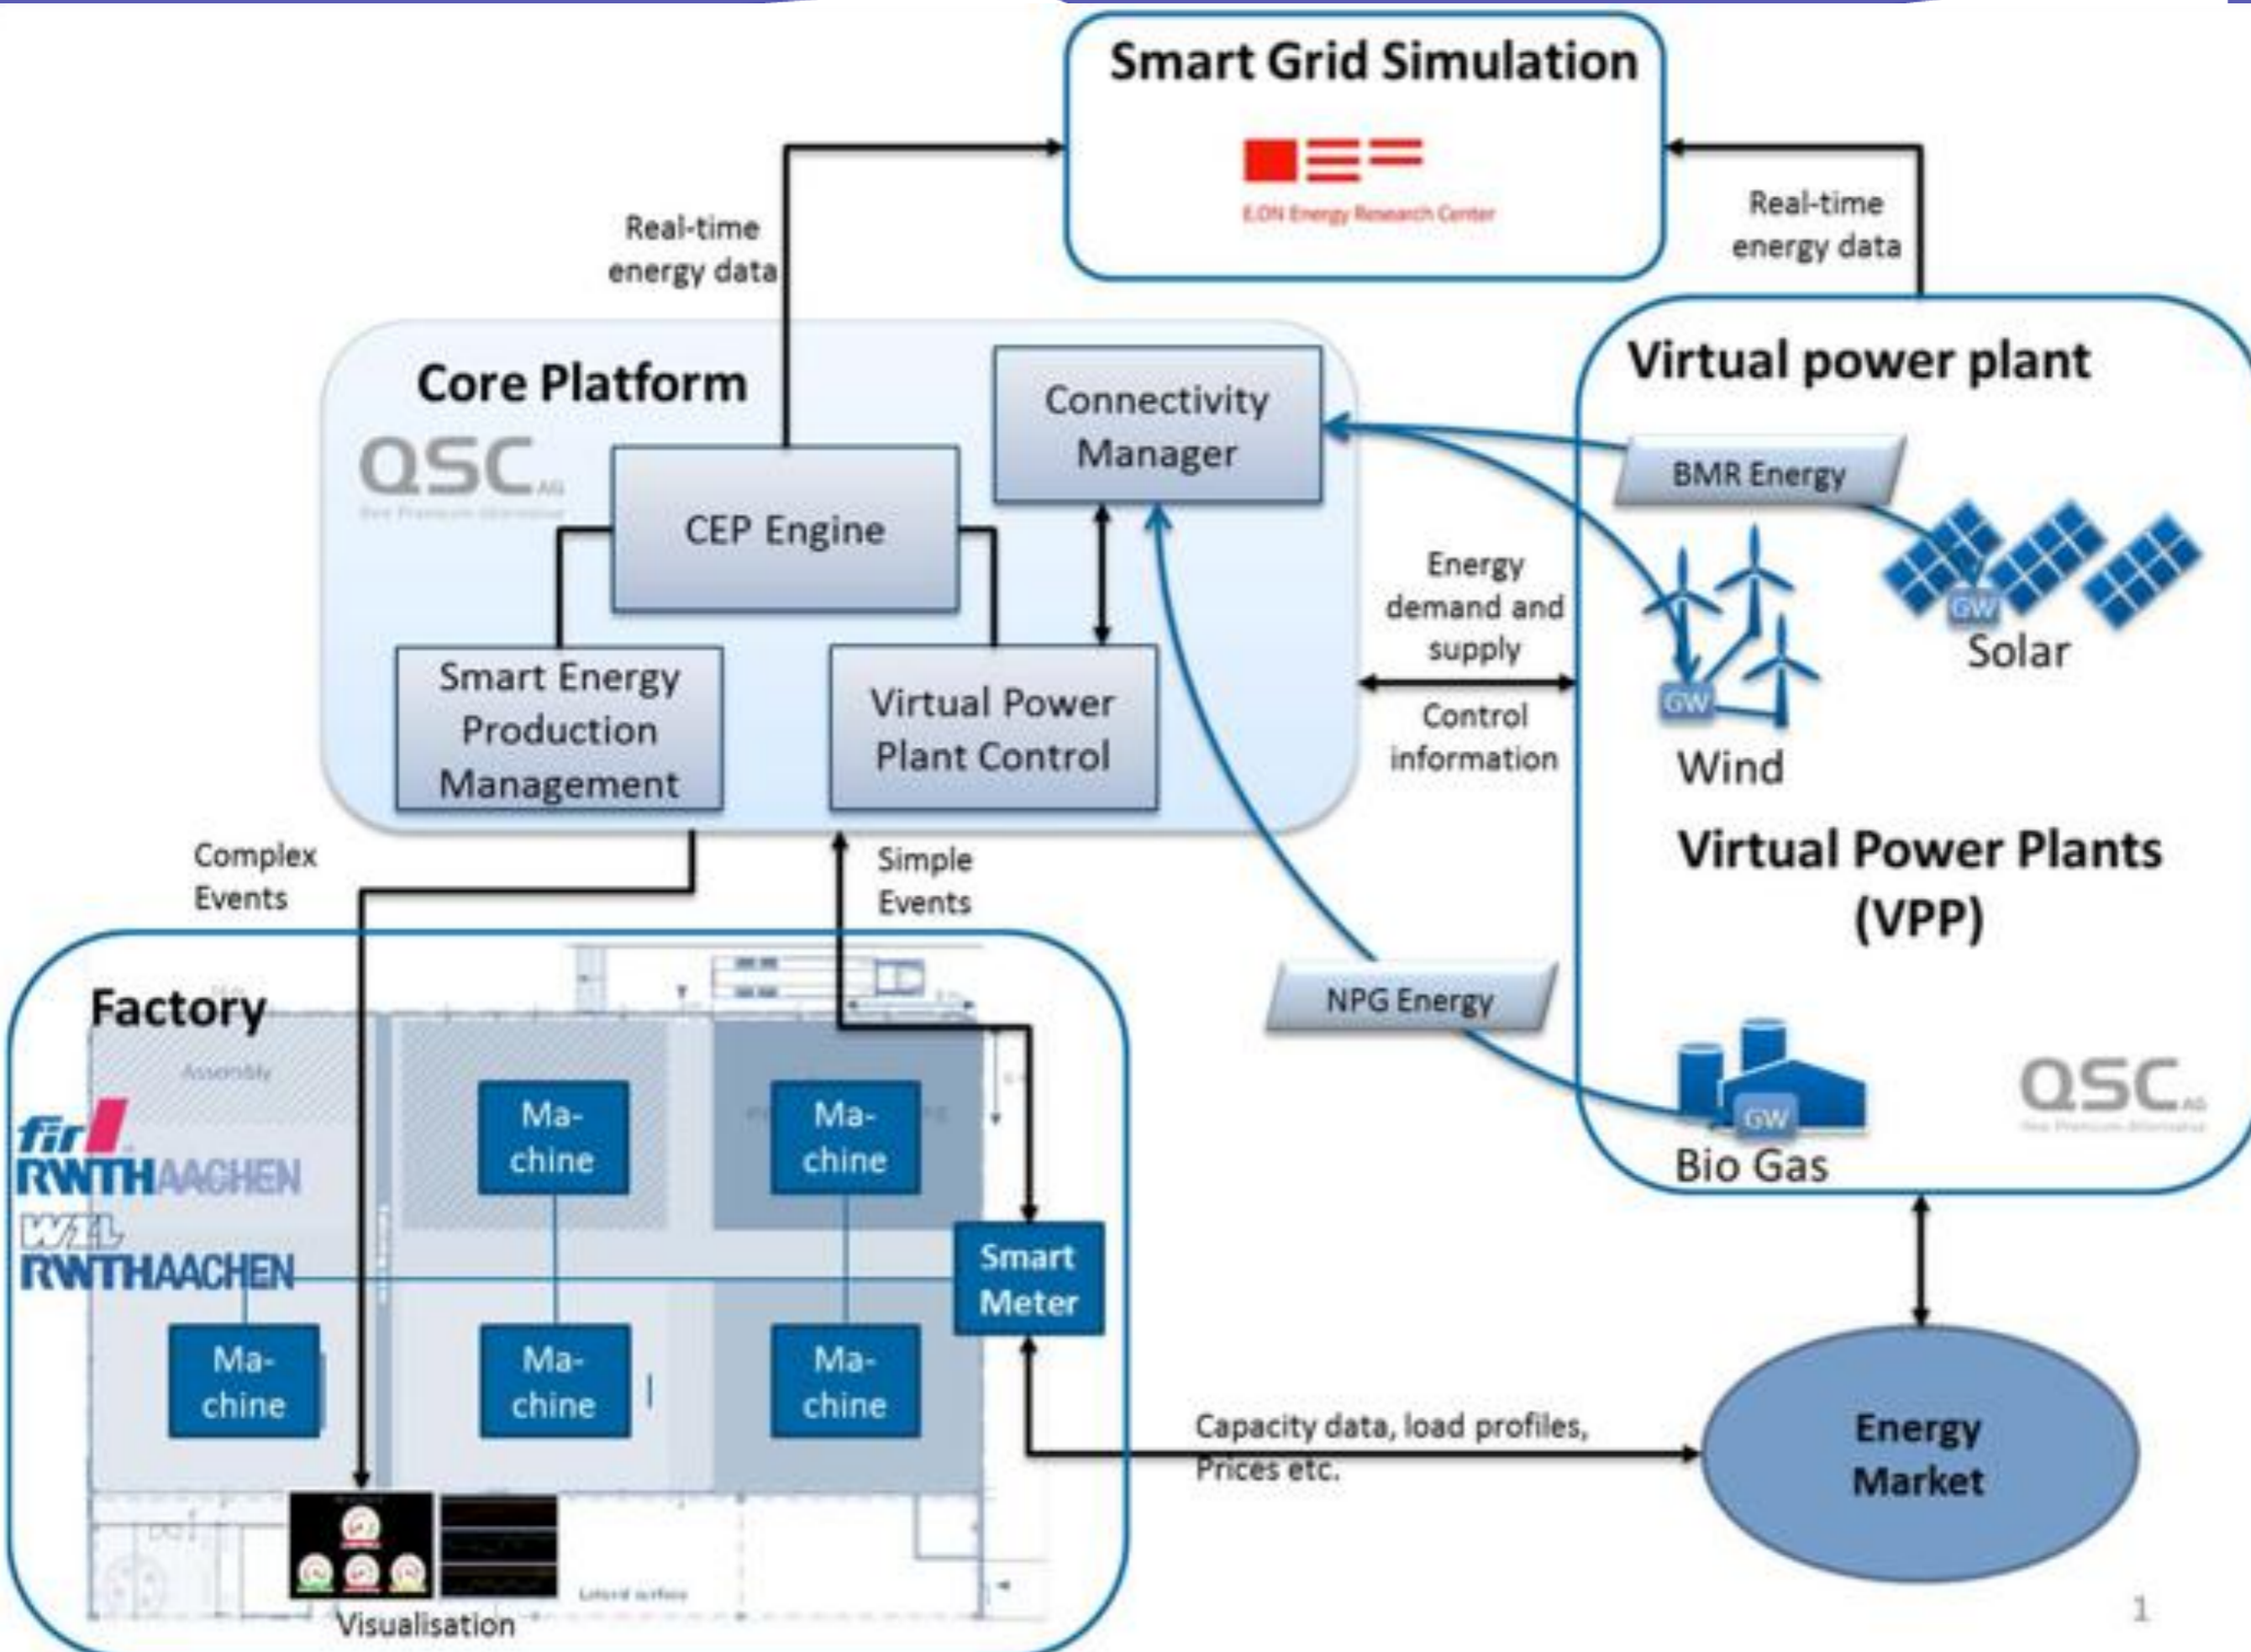 Smart Grid Simulation
E.ON Energy Research Center
Real-time
energy data
Real-time
energy data
Core Platform
QSC AG
Connectivity
Manager
CEP Engine
Smart Energy
Production
Management
Virtual Power
Plant Control
Energy
demand and
supply
Control
information
Virtual power plant
BMR Energy
GW
Solar
GW
Wind
Virtual Power Plants
(VPP)
NPG Energy
GW
Bio Gas
QSC AG
Complex
Events
Simple
Events
Factory
Assembly
fir
RWTHAACHEN
WZL
RWTHAACHEN
Ma-
chine
Ma-
chine
Smart
Meter
Ma-
chine
Ma-
chine
Ma-
chine
Capacity data, load profiles,
Prices etc.
Energy
Market
Lateral surface
Visualisation
1